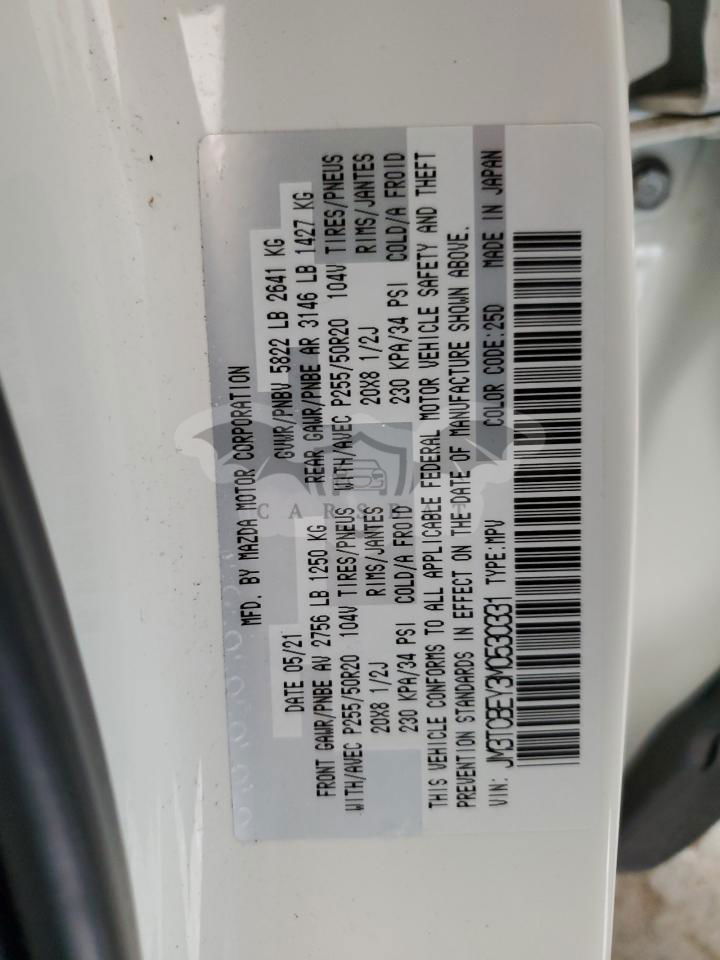 MFD. BY MAZDA MOTOR CORPORATION
DATE 05/21 GVWR/PNBV 5822 LB 2641 KG
FRONT GAWR/PNBE AV 2756 LB 1250 KG REAR GAWR/PNBE AR 3146 LB 1427 KG
WITH/AVEC P255/50R20 104V TIRES/PNEUS WITH/AVEC P255/50R20 104V TIRES/PNEUS
20X8 1/2J RIMS/JANTES 20X8 1/2J RIMS/JANTES
230 KPA/34 PSI COLD/A FROID 230 KPA/34 PSI COLD/A FROID
THIS VEHICLE CONFORMS TO ALL APPLICABLE FEDERAL MOTOR VEHICLE SAFETY AND THEFT
PREVENTION STANDARDS IN EFFECT ON THE DATE OF MANUFACTURE SHOWN ABOVE.
VIN: JM3TCBEY3M0530331 TYPE:MPV COLOR CODE:25D MADE IN JAPAN